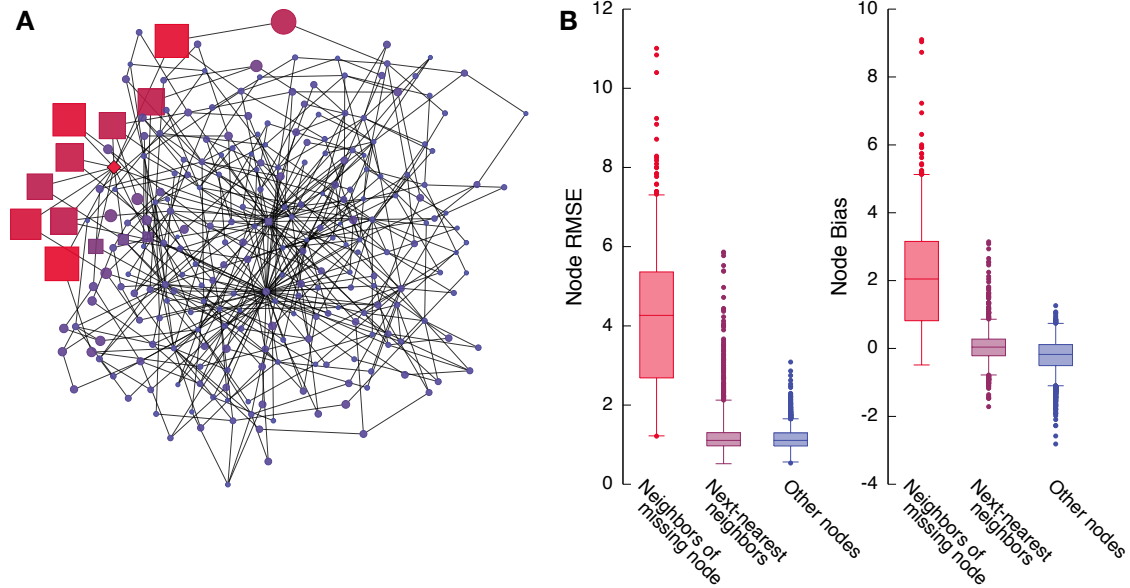 A
B
Node RMSE
12
10
8
6
4
2
0
Neighbors of
missing node
Next-nearest
neighbors
Other nodes
Node Bias
10
8
6
4
2
0
-2
-4
Neighbors of
missing node
Next-nearest
neighbors
Other nodes